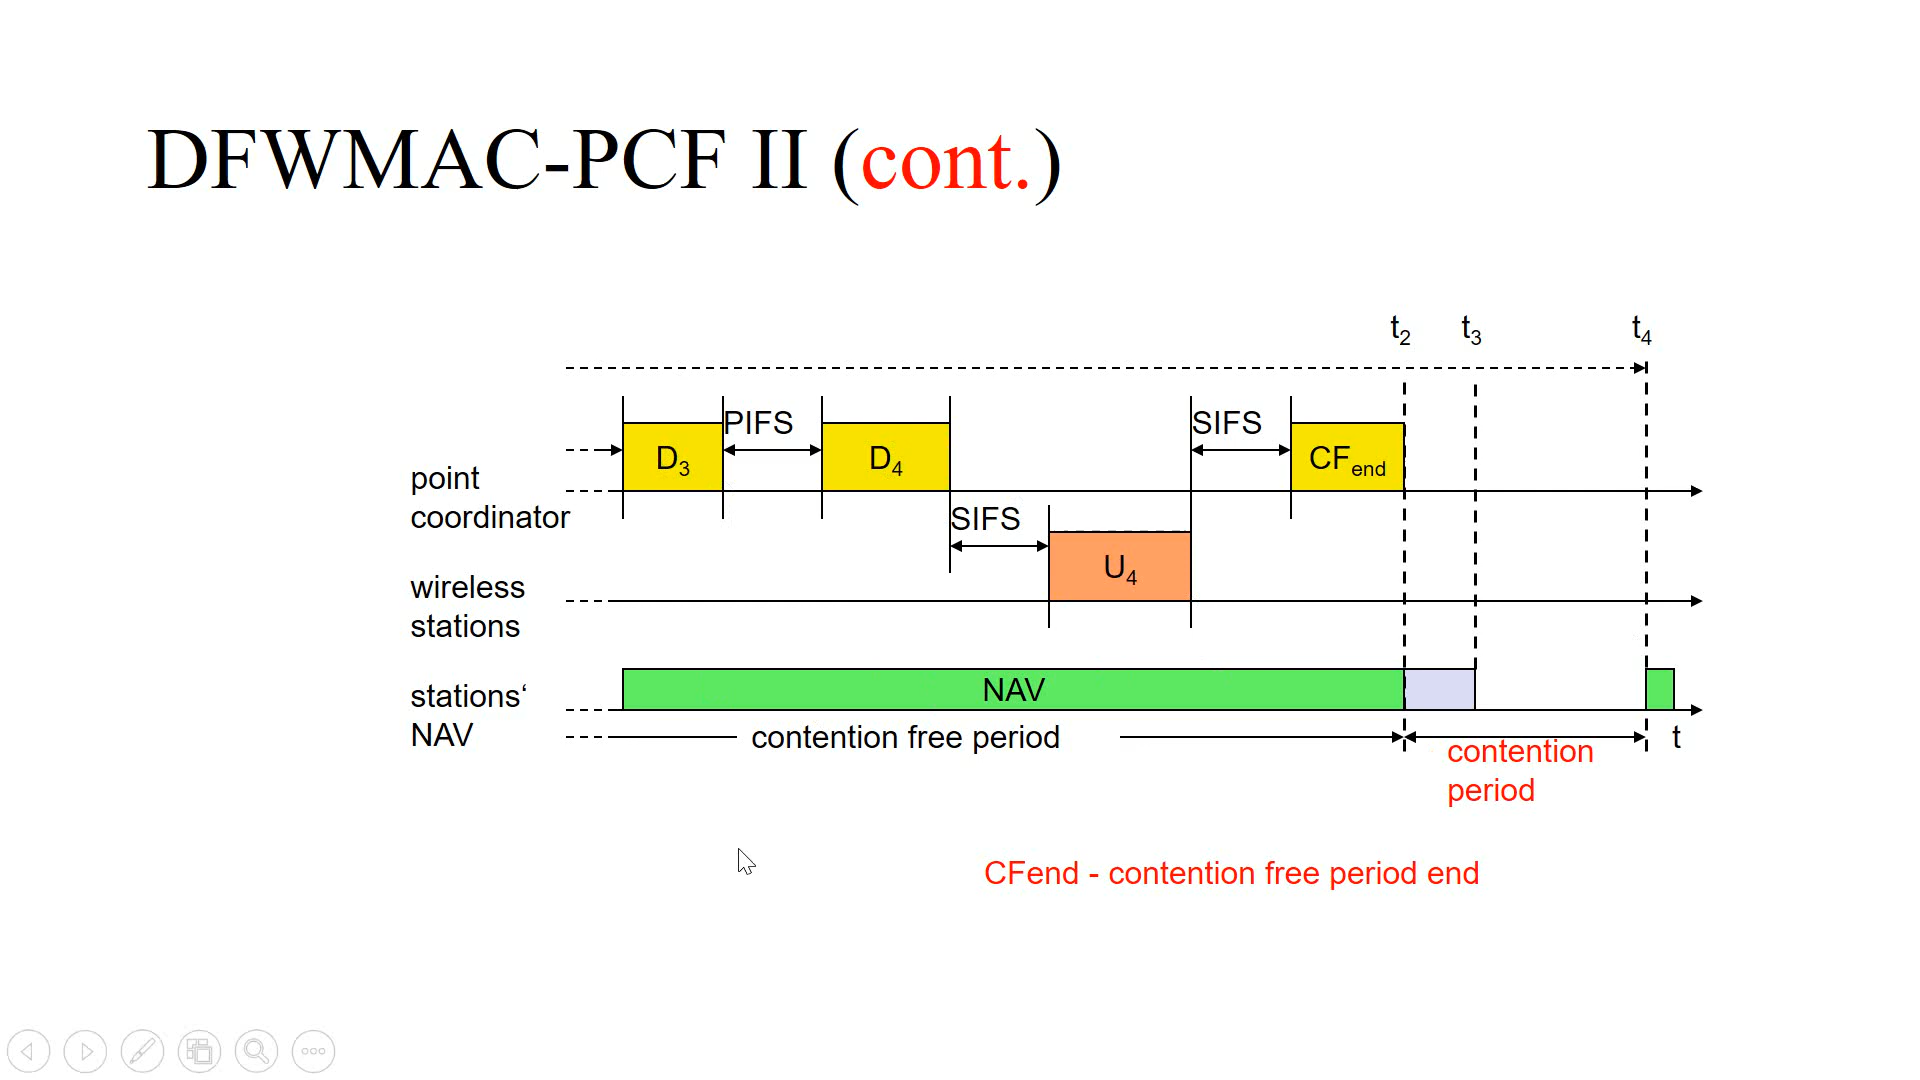 DFWMAC-PCF II (cont.)
t2 t3 t4
PIFS SIFS
D3 D4 CFend
point
coordinator
SIFS
U4
wireless
stations
NAV
stations‘
NAV
contention free period t
contention
period
CFend - contention free period end